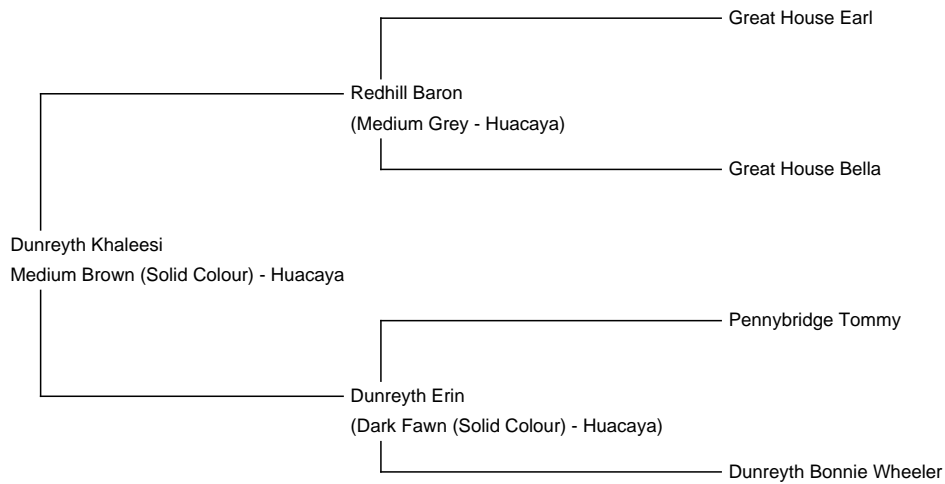 Great House Earl
Redhill Baron
(Medium Grey - Huacaya)
Great House Bella
Dunreyth Khaleesi
Medium Brown (Solid Colour) - Huacaya
Pennybridge Tommy
Dunreyth Erin
(Dark Fawn (Solid Colour) - Huacaya)
Dunreyth Bonnie Wheeler